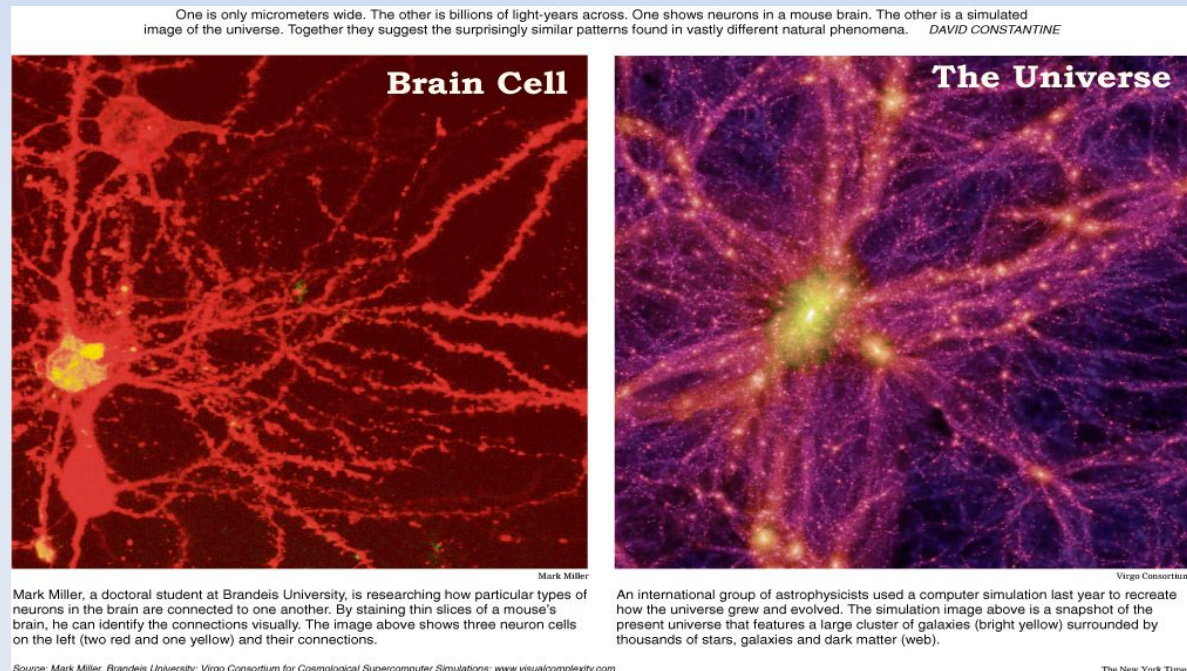 One is only micrometers wide. The other is billions of light-years across. One shows neurons in a mouse brain. The other is a simulated
image of the universe. Together they suggest the surprisingly similar patterns found in vastly different natural phenomena. DAVID CONSTANTINE
Brain Cell
Mark Miller
Mark Miller, a doctoral student at Brandeis University, is researching how particular types of
neurons in the brain are connected to one another. By staining thin slices of a mouse's
brain, he can identify the connections visually. The image above shows three neuron cells
on the left (two red and one yellow) and their connections.
The Universe
Virgo Consortium
An international group of astrophysicists used a computer simulation last year to recreate
how the universe grew and evolved. The simulation image above is a snapshot of the
present universe that features a large cluster of galaxies (bright yellow) surrounded by
thousands of stars, galaxies and dark matter (web).
Source: Mark Miller, Brandeis University; Virgo Consortium for Cosmological Supercomputer Simulations; www.visualcomplexity.com
The New York Times